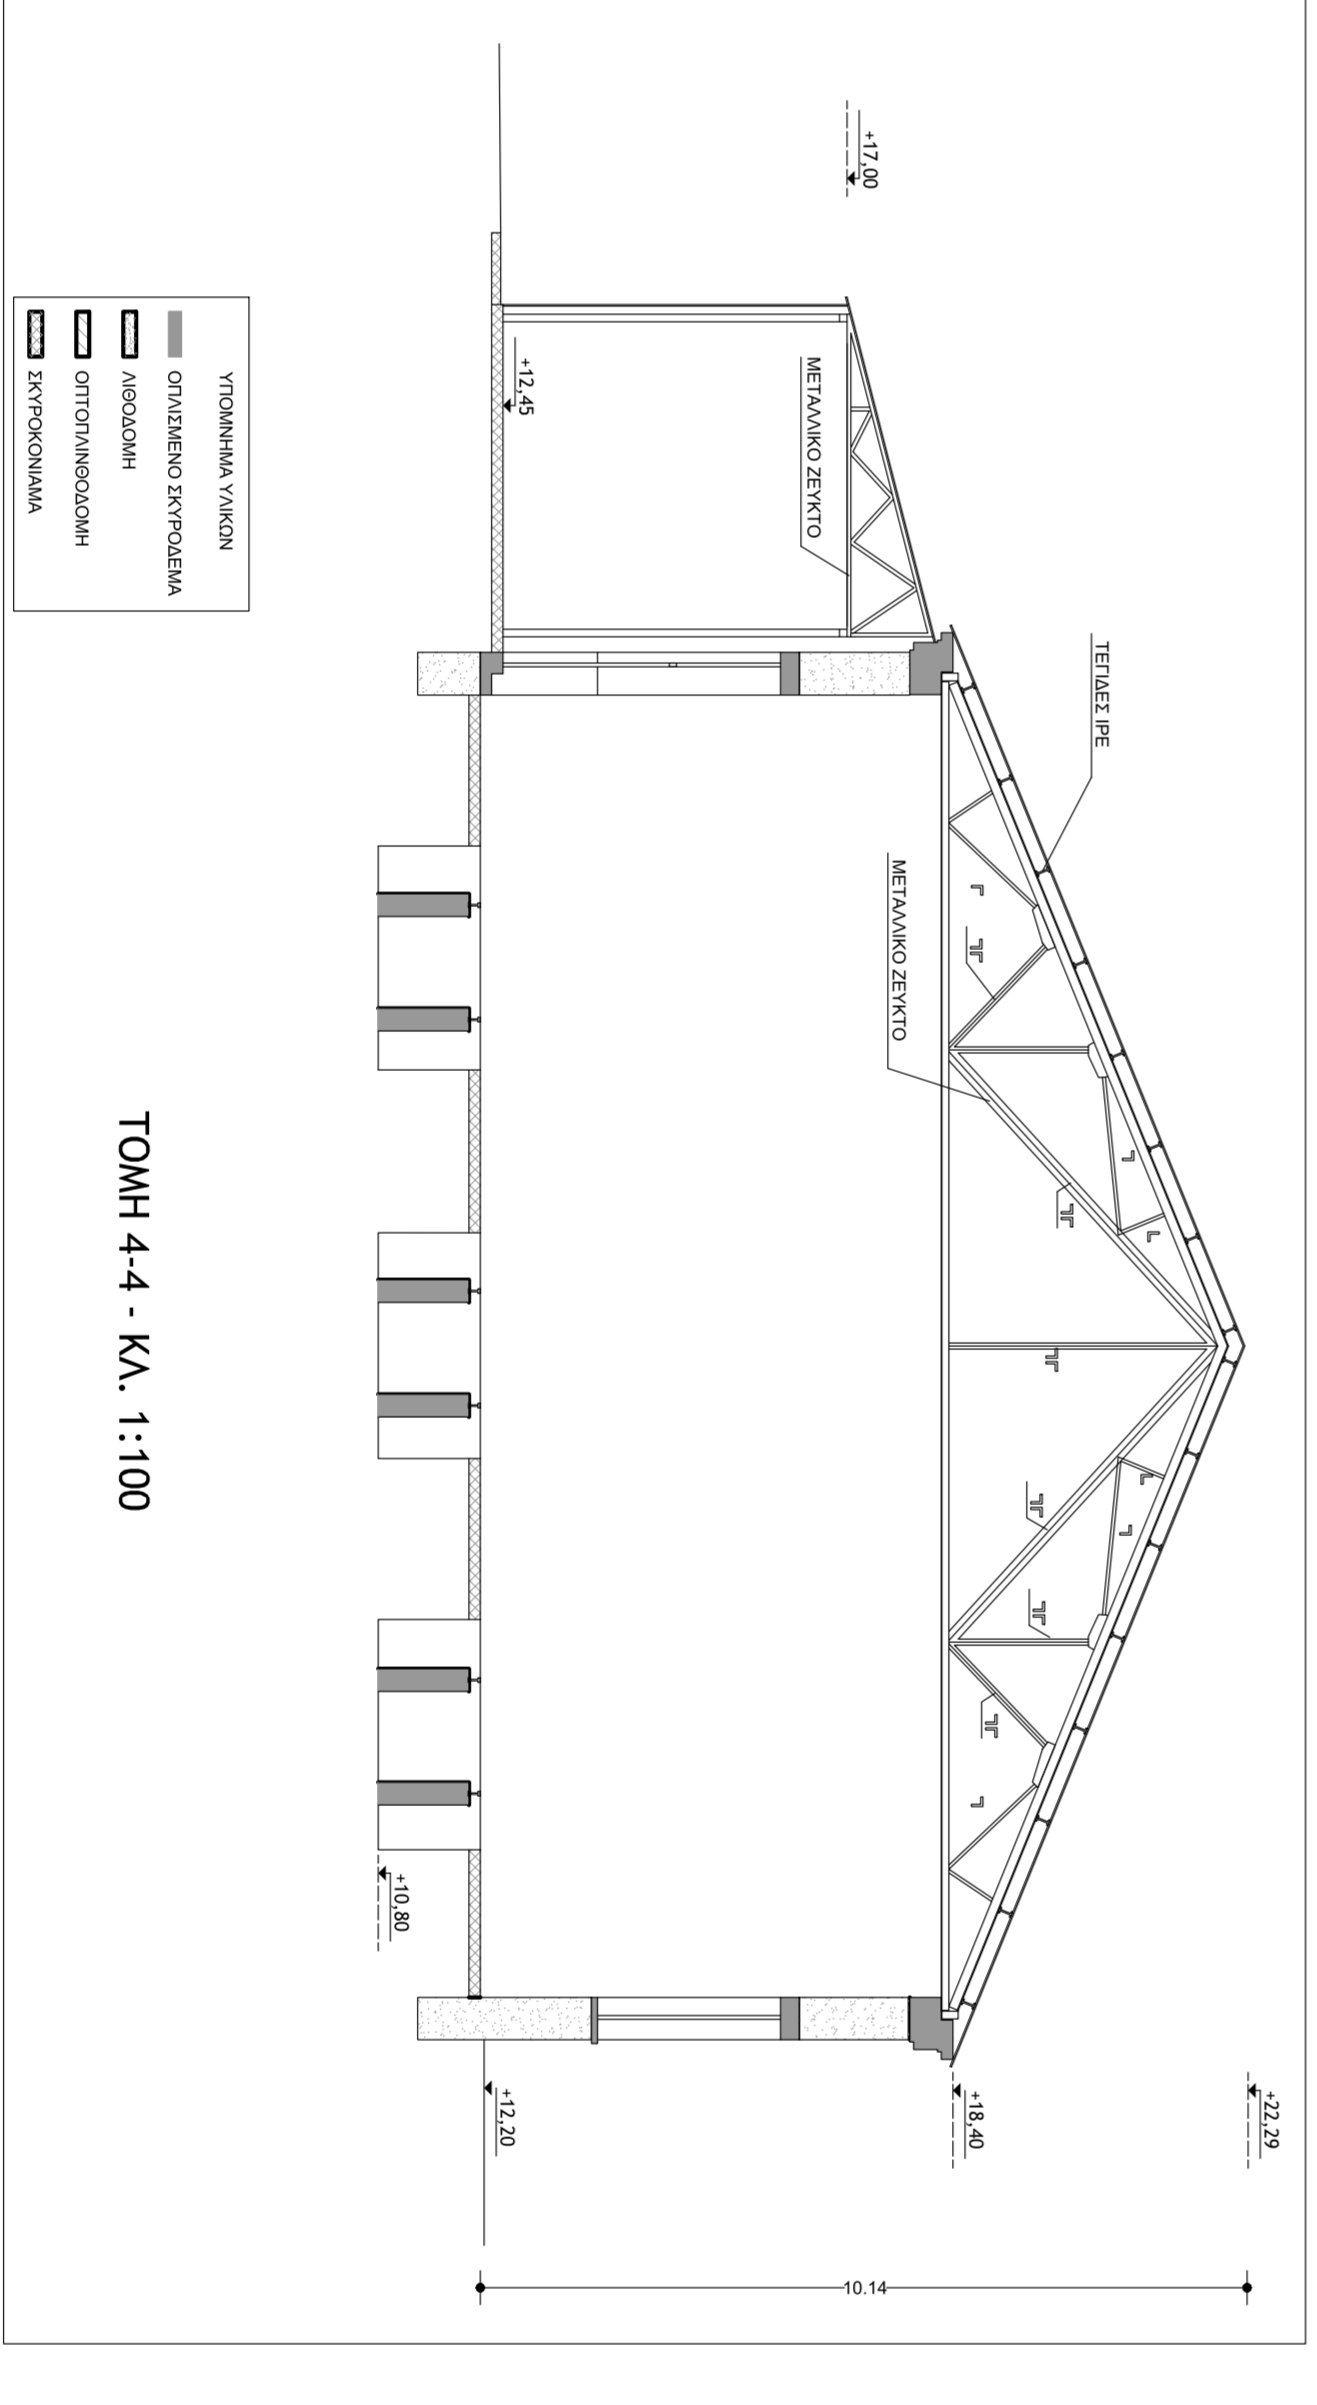 +22,29
ΤΕΓΙΔΕΣ IPE
+18,40
+17,00
ΜΕΤΑΛΛΙΚΟ ΖΕΥΚΤΟ
ΜΕΤΑΛΛΙΚΟ ΖΕΥΚΤΟ
10.14
+12,45
+12,20
+10,80
ΥΠΟΜΝΗΜΑ ΥΛΙΚΩΝ
ΟΠΛΙΣΜΕΝΟ ΣΚΥΡΟΔΕΜΑ
ΛΙΘΟΔΟΜΗ
ΟΠΤΟΠΛΙΝΘΟΔΟΜΗ
ΣΚΥΡΟΚΟΝΙΑΜΑ
ΤΟΜΗ 4-4 - ΚΛ. 1:100